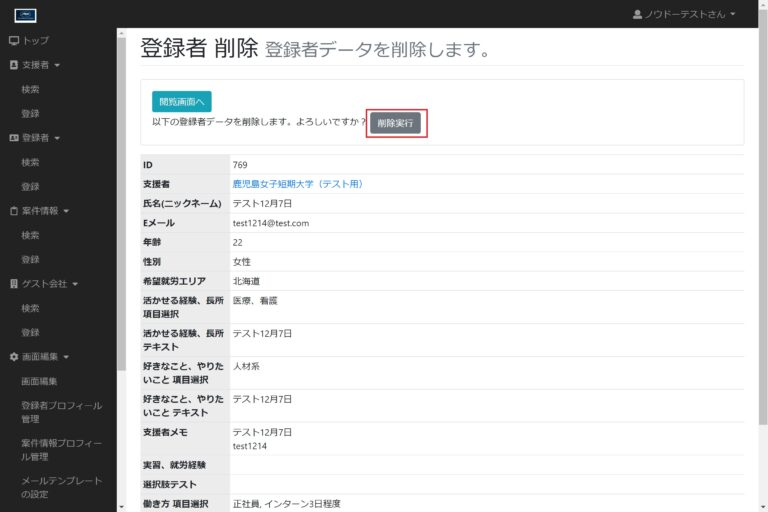 ノウドーテストさん
トップ
支援者
検索
登録
登録者
検索
登録
案件情報
検索
登録
ゲスト会社
検索
登録
画面編集
画面編集
登録者プロフィール
管理
案件情報プロフィー
ル管理
メールテンプレート
の設定
登録者 削除 登録者データを削除します。
閲覧画面へ
以下の登録者データを削除します。よろしいですか? 削除実行
ID 769
支援者 鹿児島女子短期大学（テスト用）
氏名(ニックネーム) テスト12月7日
Eメール test1214@test.com
年齢 22
性別 女性
希望就労エリア 北海道
活かせる経験、長所 医療、看護
項目選択
活かせる経験、長所 テスト12月7日
テキスト
好きなこと、やりた 人材系
いこと 項目選択
好きなこと、やりた テスト12月7日
いこと テキスト
支援者メモ テスト12月7日
test1214
実習、就労経験
選択肢テスト
働き方 項目選択 正社員, インターン3日程度